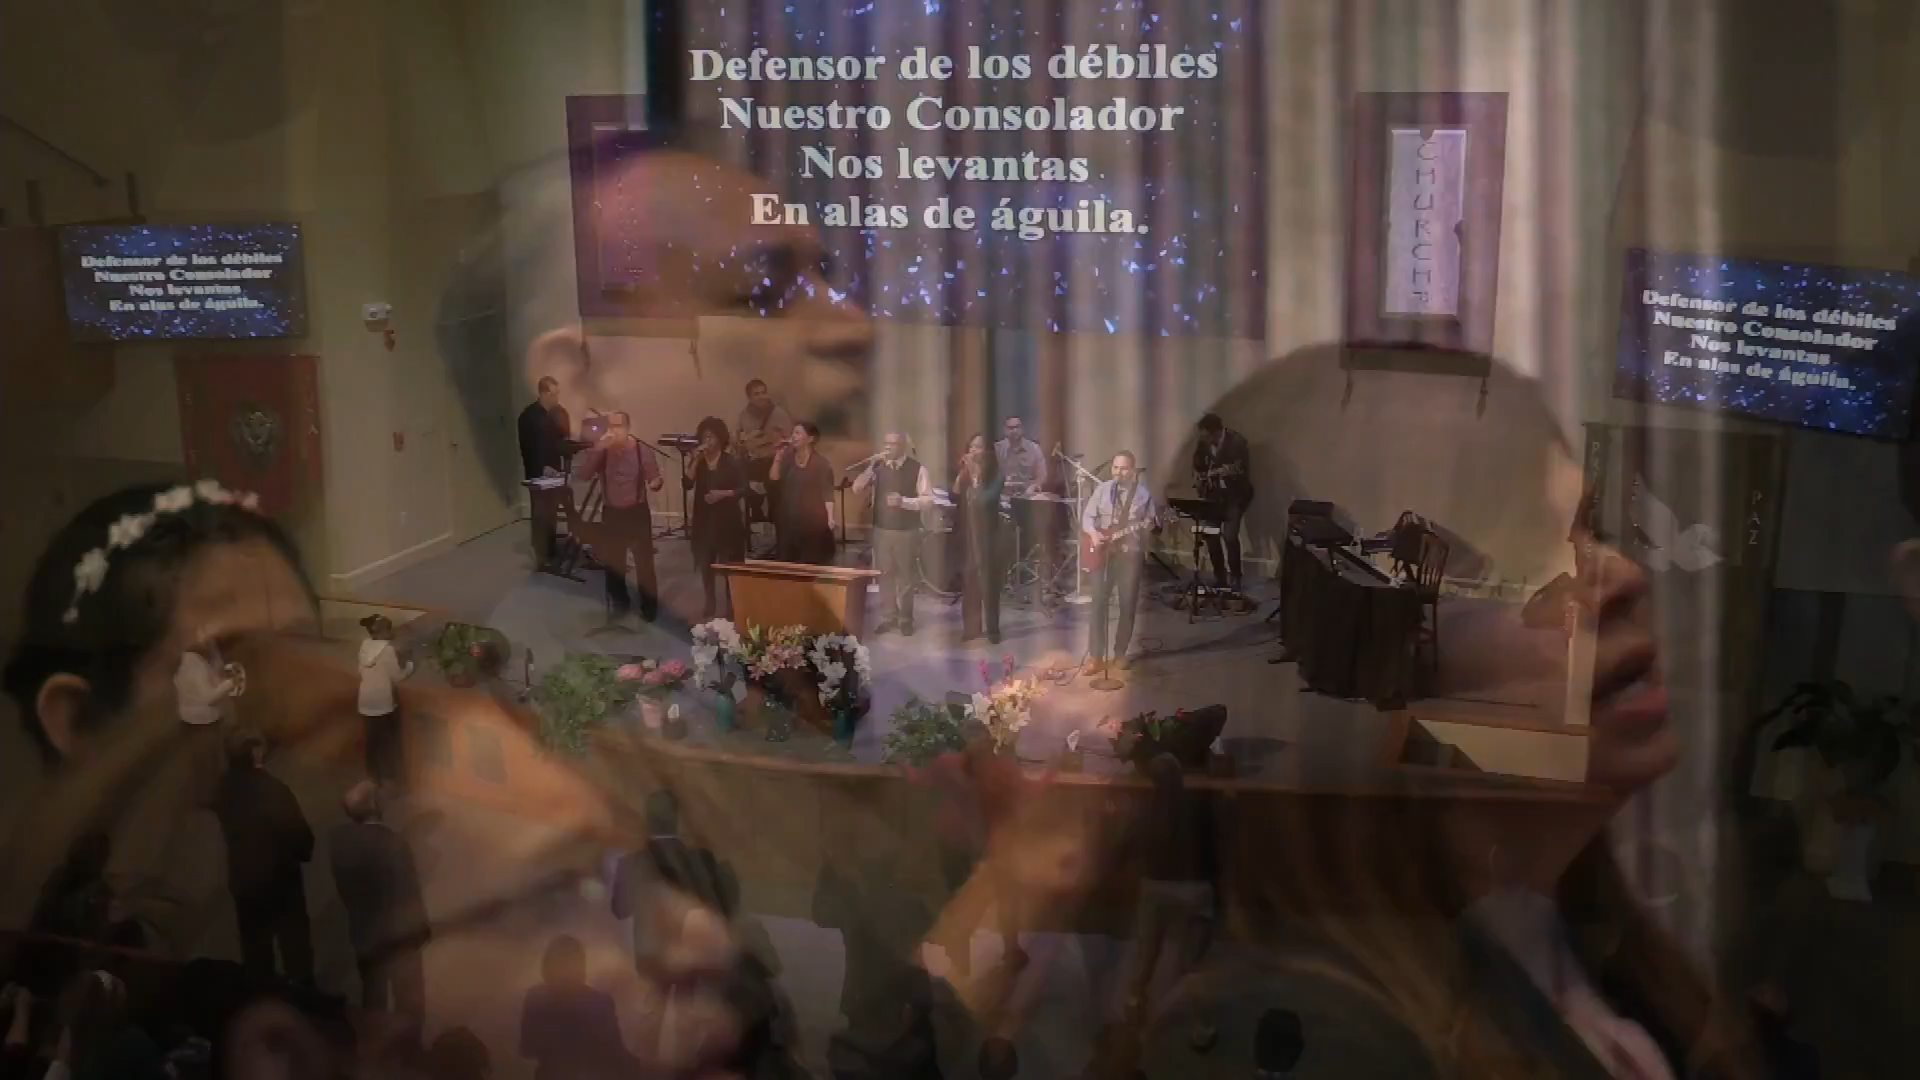 Defensor de los débiles
Nuestro Consolador
Nos levantas
En alas de águila.
Defensor de los débiles
Nuestro Consolador
Nos levantas
En alas de águila.
Defensor de los débiles
Nuestro Consolador
Nos levantas
En alas de águila.
CHURCH
PAZ